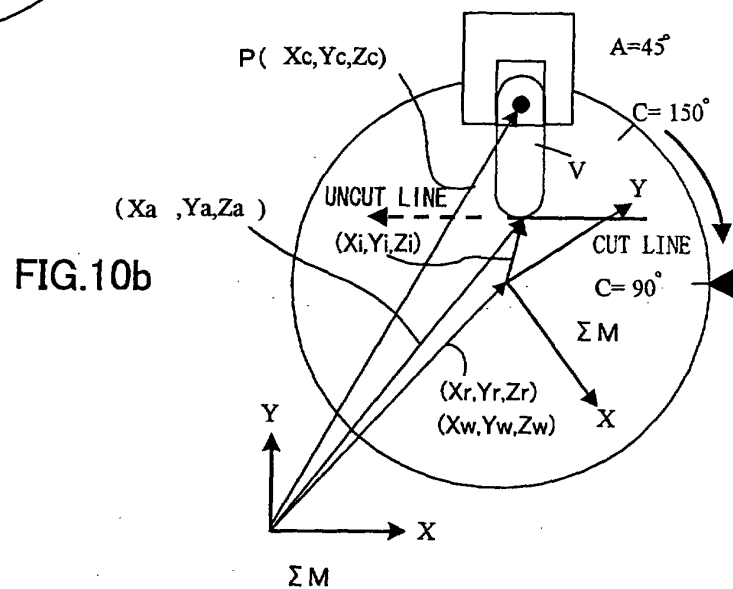 P( Xc,Yc,Zc)
A=45°
C= 150°
V
(Xa ,Ya,Za )
UNCUT LINE
Y
(Xi,Yi,Zi)
CUT LINE
FIG.10b
C= 90°
ΣM
(Xr,Yr,Zr)
X
(Xw,Yw,Zw)
Y
X
ΣM